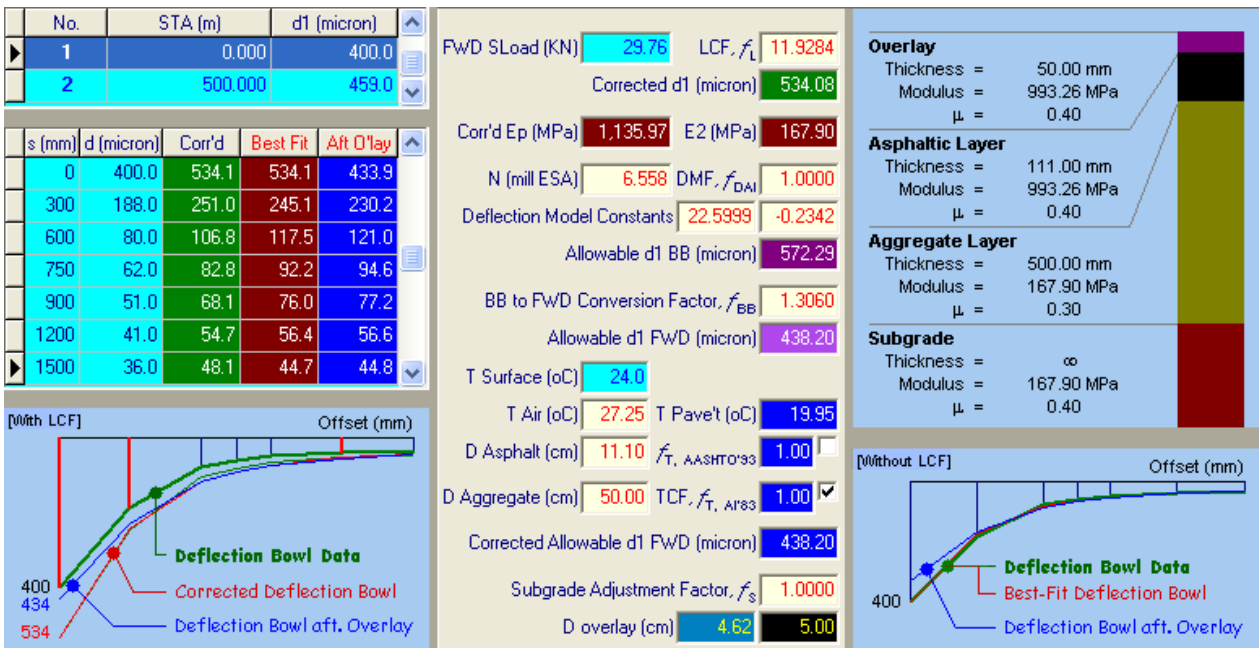 No. STA (m) d1 (micron)
1 0.000 400.0
2 500.000 459.0
s (mm) d (micron) Corr'd Best Fit Aft O'lay
0 400.0 534.1 534.1 433.9
300 188.0 251.0 245.1 230.2
600 80.0 106.8 117.5 121.0
750 62.0 82.8 92.2 94.6
900 51.0 68.1 76.0 77.2
1200 41.0 54.7 56.4 56.6
1500 36.0 48.1 44.7 44.8
[With LCF] Offset (mm)
Deflection Bowl Data
400 Corrected Deflection Bowl
434
534 Deflection Bowl aft. Overlay
FWD SLoad (KN) 29.76 LCF, fL 11.9284
Corrected d1 (micron) 534.08
Corr'd Ep (MPa) 1,135.97 E2 (MPa) 167.90
N (mill ESA) 6.558 DMF, fDAI 1.0000
Deflection Model Constants 22.5999 -0.2342
Allowable d1 BB (micron) 572.29
BB to FWD Conversion Factor, fBB 1.3060
Allowable d1 FWD (micron) 438.20
T Surface (oC) 24.0
T Air (oC) 27.25 T Pave't (oC) 19.95
D Asphalt (cm) 11.10 fT, AASHTO'93 1.00
D Aggregate (cm) 50.00 TCF, fT, AI'83 1.00
Corrected Allowable d1 FWD (micron) 438.20
Subgrade Adjustment Factor, fs 1.0000
D overlay (cm) 4.62 5.00
Overlay
Thickness = 50.00 mm
Modulus = 993.26 MPa
μ = 0.40
Asphaltic Layer
Thickness = 111.00 mm
Modulus = 993.26 MPa
μ = 0.40
Aggregate Layer
Thickness = 500.00 mm
Modulus = 167.90 MPa
μ = 0.30
Subgrade
Thickness = ∞
Modulus = 167.90 MPa
μ = 0.40
[Without LCF] Offset (mm)
Deflection Bowl Data
400 Best-Fit Deflection Bowl
Deflection Bowl aft. Overlay